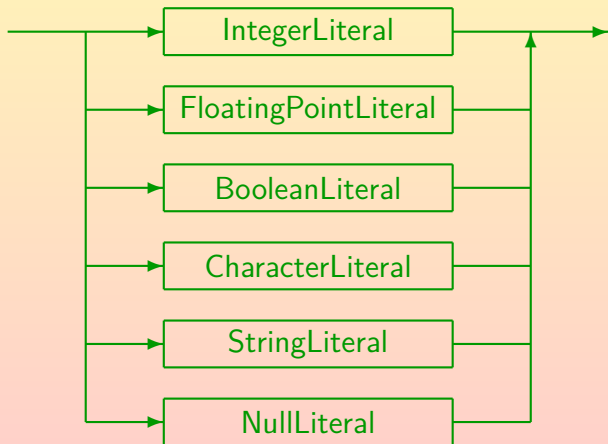 IntegerLiteral
FloatingPointLiteral
BooleanLiteral
CharacterLiteral
StringLiteral
NullLiteral